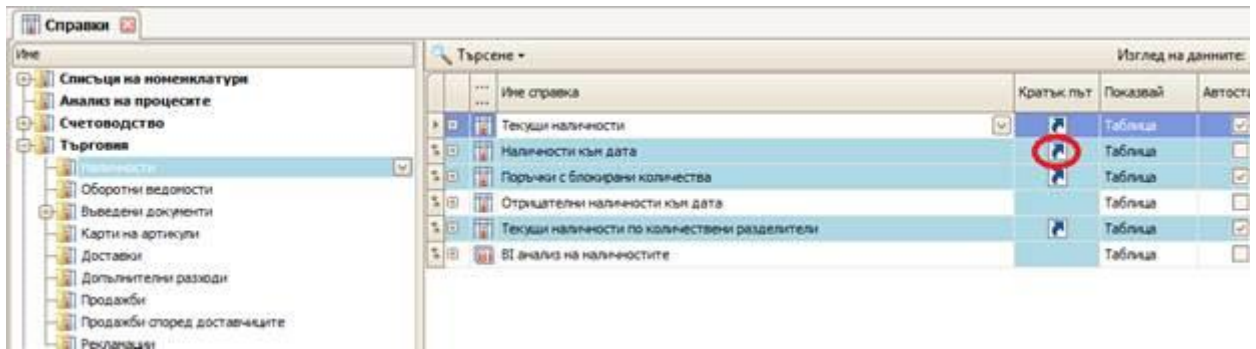 Справки
Име
Списъци на номенклатури
Анализ на процесите
Счетоводство
Търговия
Наличности
Оборотни ведомости
Въведени документи
Карти на артикули
Доставки
Допълнителни разходи
Продажби
Продажби според доставчиците
Рекламации
Търсене
Изглед на данните:
Име справка Кратък път Показвай Автоста
Текущи наличности Таблица
Наличности към дата Таблица
Поръчки с блокирани количества Таблица
Отрицателни наличности към дата Таблица
Текущи наличности по количествени разделители Таблица
BI анализ на наличностите Таблица